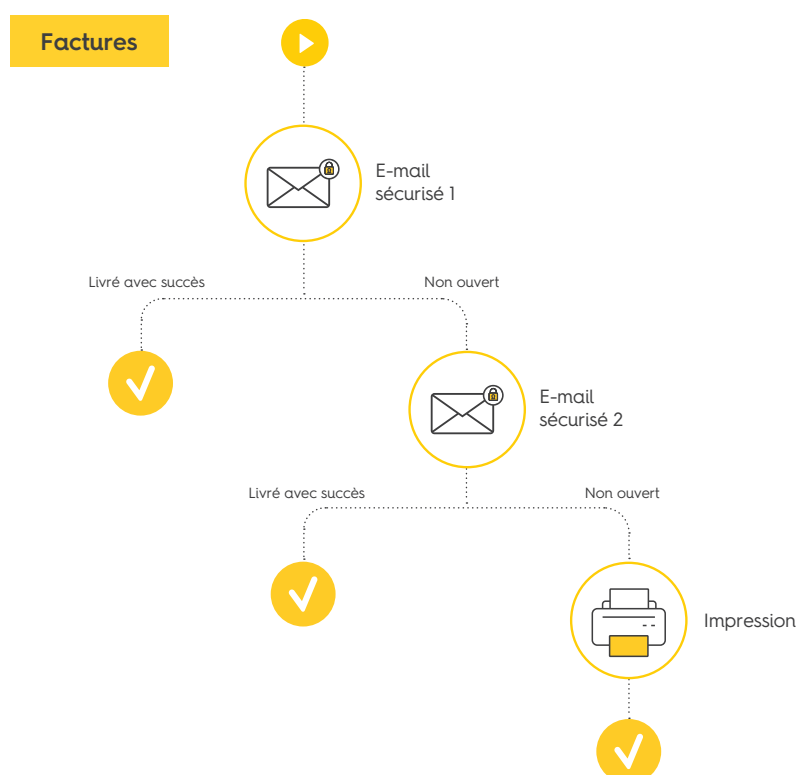 Factures
E-mail
sécurisé 1
Livré avec succès
Non ouvert
E-mail
sécurisé 2
Livré avec succès
Non ouvert
Impression